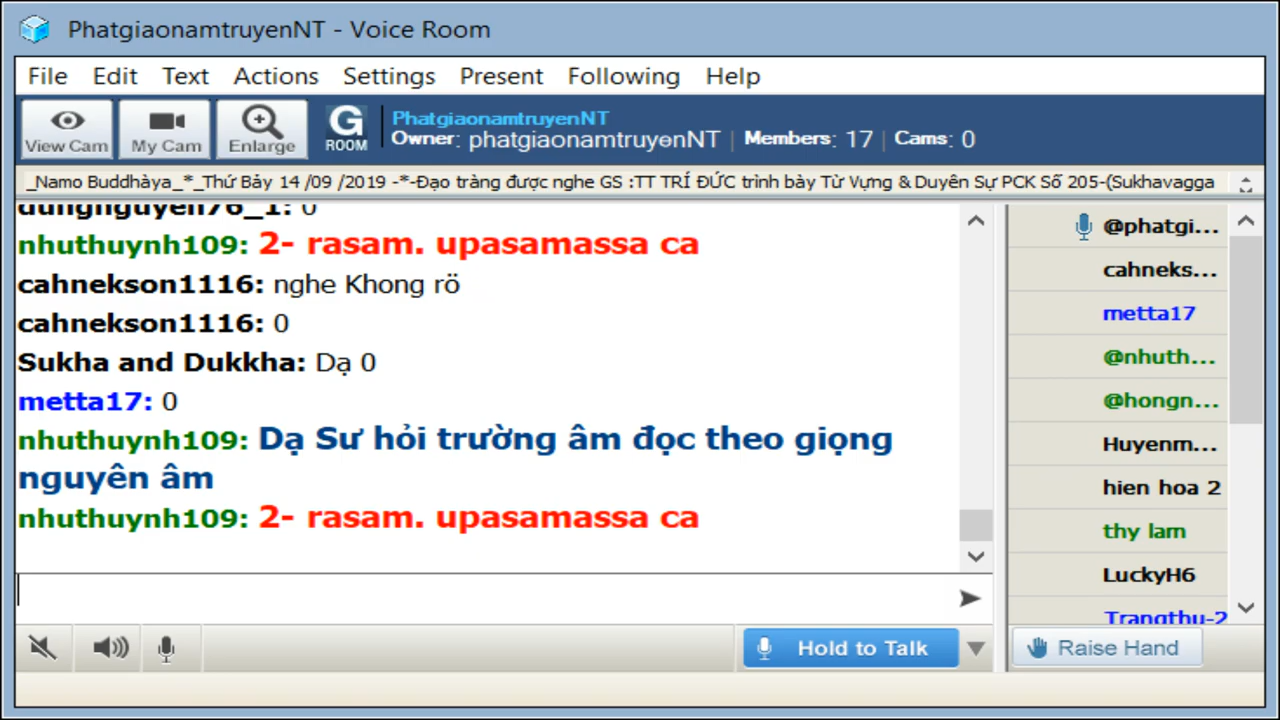 PhatgiaonamtruyenNT - Voice Room
File Edit Text Actions Settings Present Following Help
View Cam My Cam Enlarge G ROOM
PhatgiaonamtruyenNT
Owner: phatgiaonamtruyenNT | Members: 17 | Cams: 0
_Namo Buddhàya_*_Thứ Bảy 14 /09 /2019 -*-Đạo tràng được nghe GS :TT TRÍ ĐỨC trình bày Từ Vựng & Duyên Sự PCK Số 205-(Sukhavagga
dungnguyen76_1: 0
nhuthuynh109: 2- rasam. upasamassa ca
cahnekson1116: nghe Khong rö
cahnekson1116: 0
Sukha and Dukkha: Dạ 0
metta17: 0
nhuthuynh109: Dạ Sư hỏi trường âm đọc theo giọng
nguyên âm
nhuthuynh109: 2- rasam. upasamassa ca
@phatgi...
cahneks...
metta17
@nhuth...
@hongn...
Huyenm...
hien hoa 2
thy lam
LuckyH6
Trangthu-2
Hold to Talk
Raise Hand